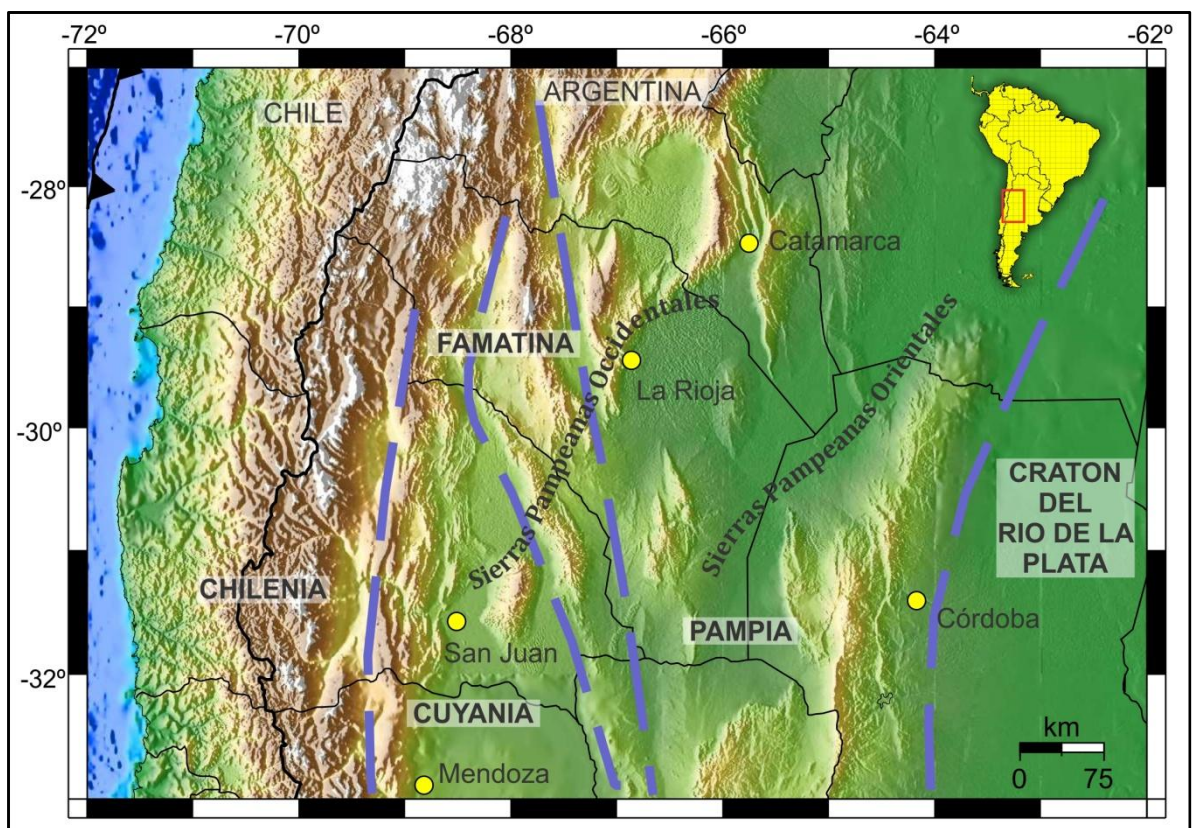 -72º -70º -68º -66º -64º -62º
CHILE
ARGENTINA
-28º
Catamarca
FAMATINA
Sierras Pampeanas Occidentales
La Rioja
Sierras Pampeanas Orientales
-30º
CRATON
DEL
RIO DE LA
PLATA
CHILENIA
San Juan
PAMPIA
Córdoba
-32º
CUYANIA
Mendoza
km
0 75